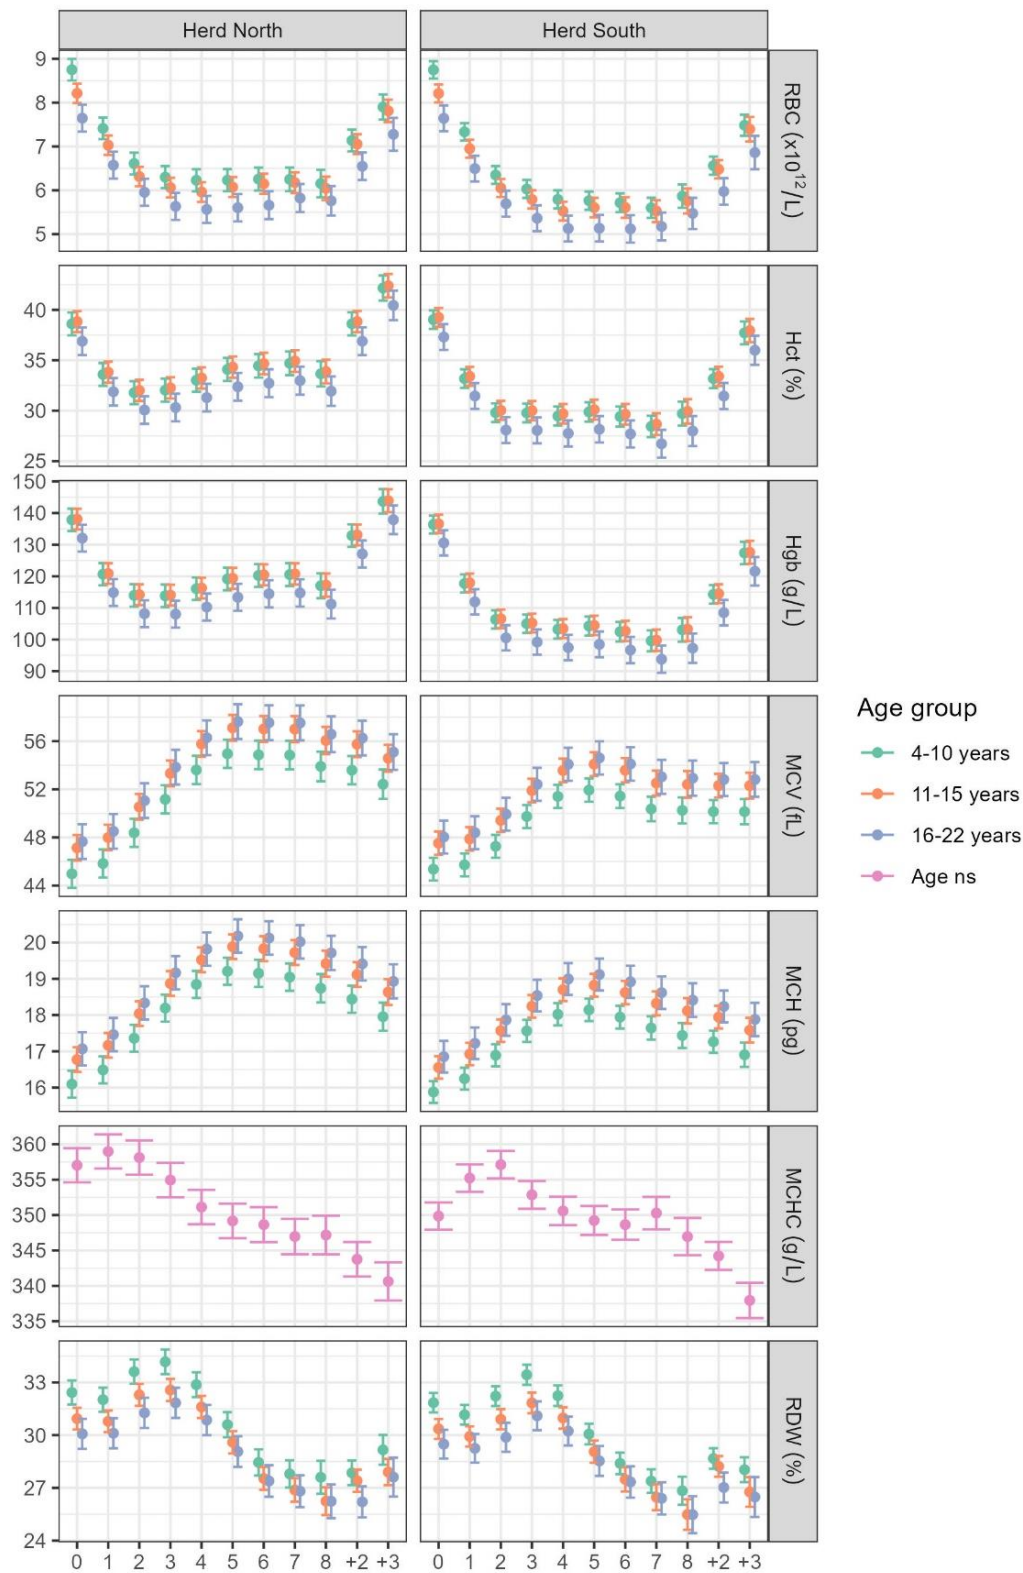 Herd North
Herd South
9
8
7
6
5
RBC (x10¹²/L)
40
35
30
25
Hct (%)
150
140
130
120
110
100
90
Hgb (g/L)
56
52
48
44
MCV (fL)
20
19
18
17
16
MCH (pg)
360
355
350
345
340
335
MCHC (g/L)
33
30
27
24
RDW (%)
0 1 2 3 4 5 6 7 8 +2 +3
0 1 2 3 4 5 6 7 8 +2 +3
Age group
4-10 years
11-15 years
16-22 years
Age ns